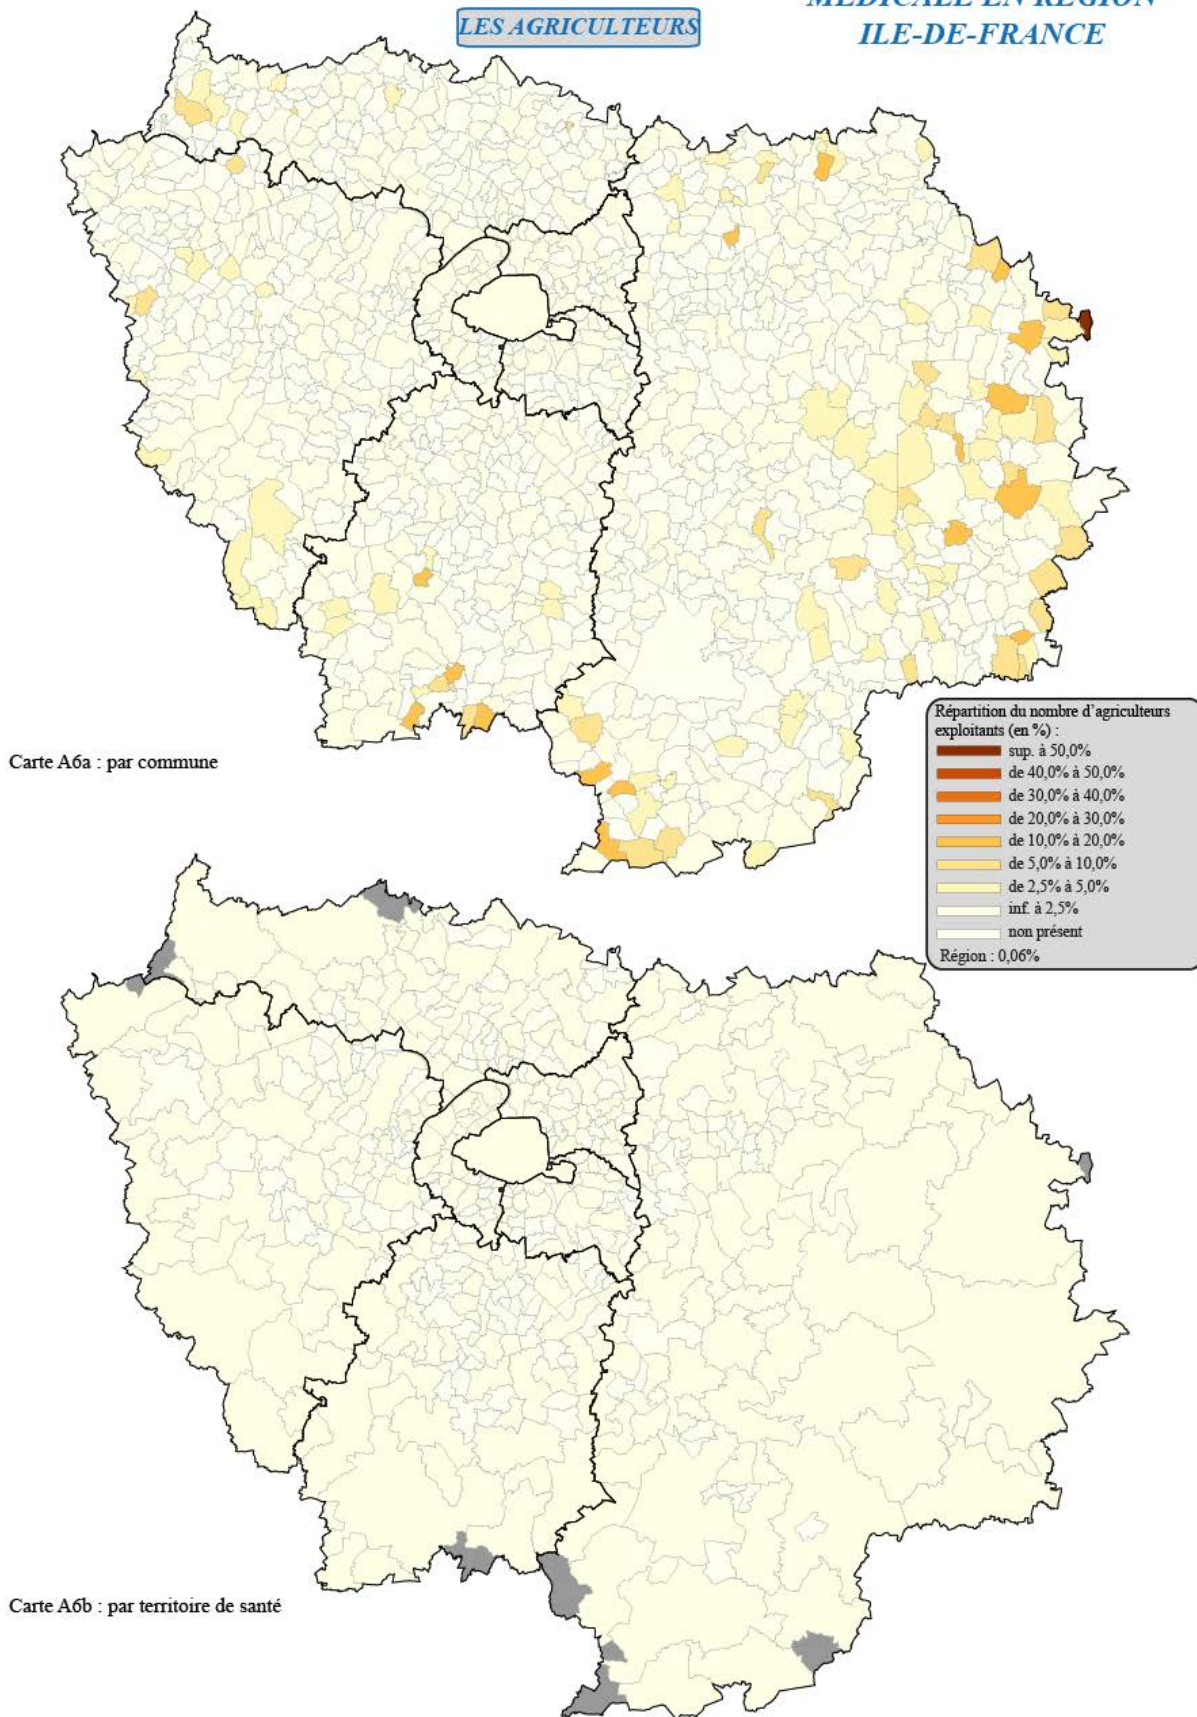 MÉDICALE EN RÉGION
LES AGRICULTEURS
ILE-DE-FRANCE
Répartition du nombre d'agriculteurs
exploitants (en %) :
sup. à 50,0%
de 40,0% à 50,0%
de 30,0% à 40,0%
de 20,0% à 30,0%
de 10,0% à 20,0%
de 5,0% à 10,0%
de 2,5% à 5,0%
inf. à 2,5%
non présent
Région : 0,06%
Carte A6a : par commune
Carte A6b : par territoire de santé